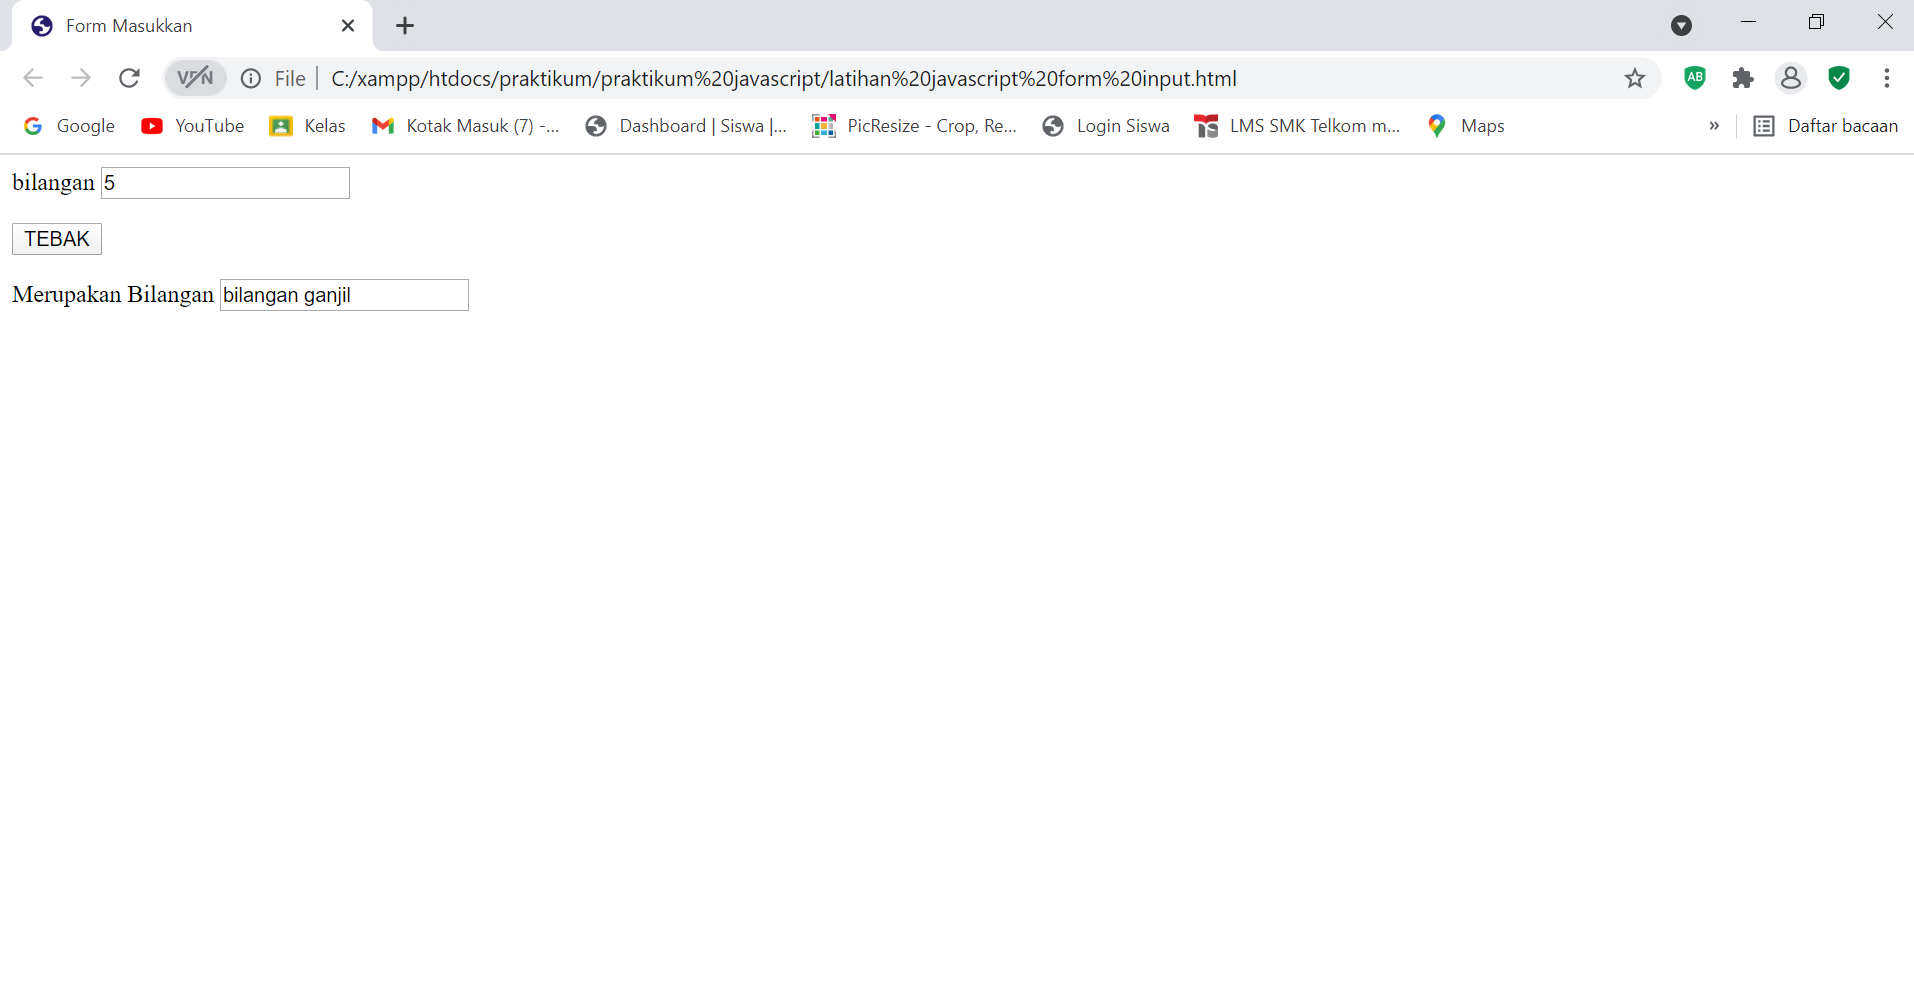 Form Masukkan
VPN File C:/xampp/htdocs/praktikum/praktikum%20javascript/latihan%20javascript%20form%20input.html AB
Google YouTube Kelas Kotak Masuk (7) -... Dashboard | Siswa |... PicResize - Crop, Re... Login Siswa LMS SMK Telkom m... Maps » Daftar bacaan
bilangan 5
TEBAK
Merupakan Bilangan bilangan ganjil